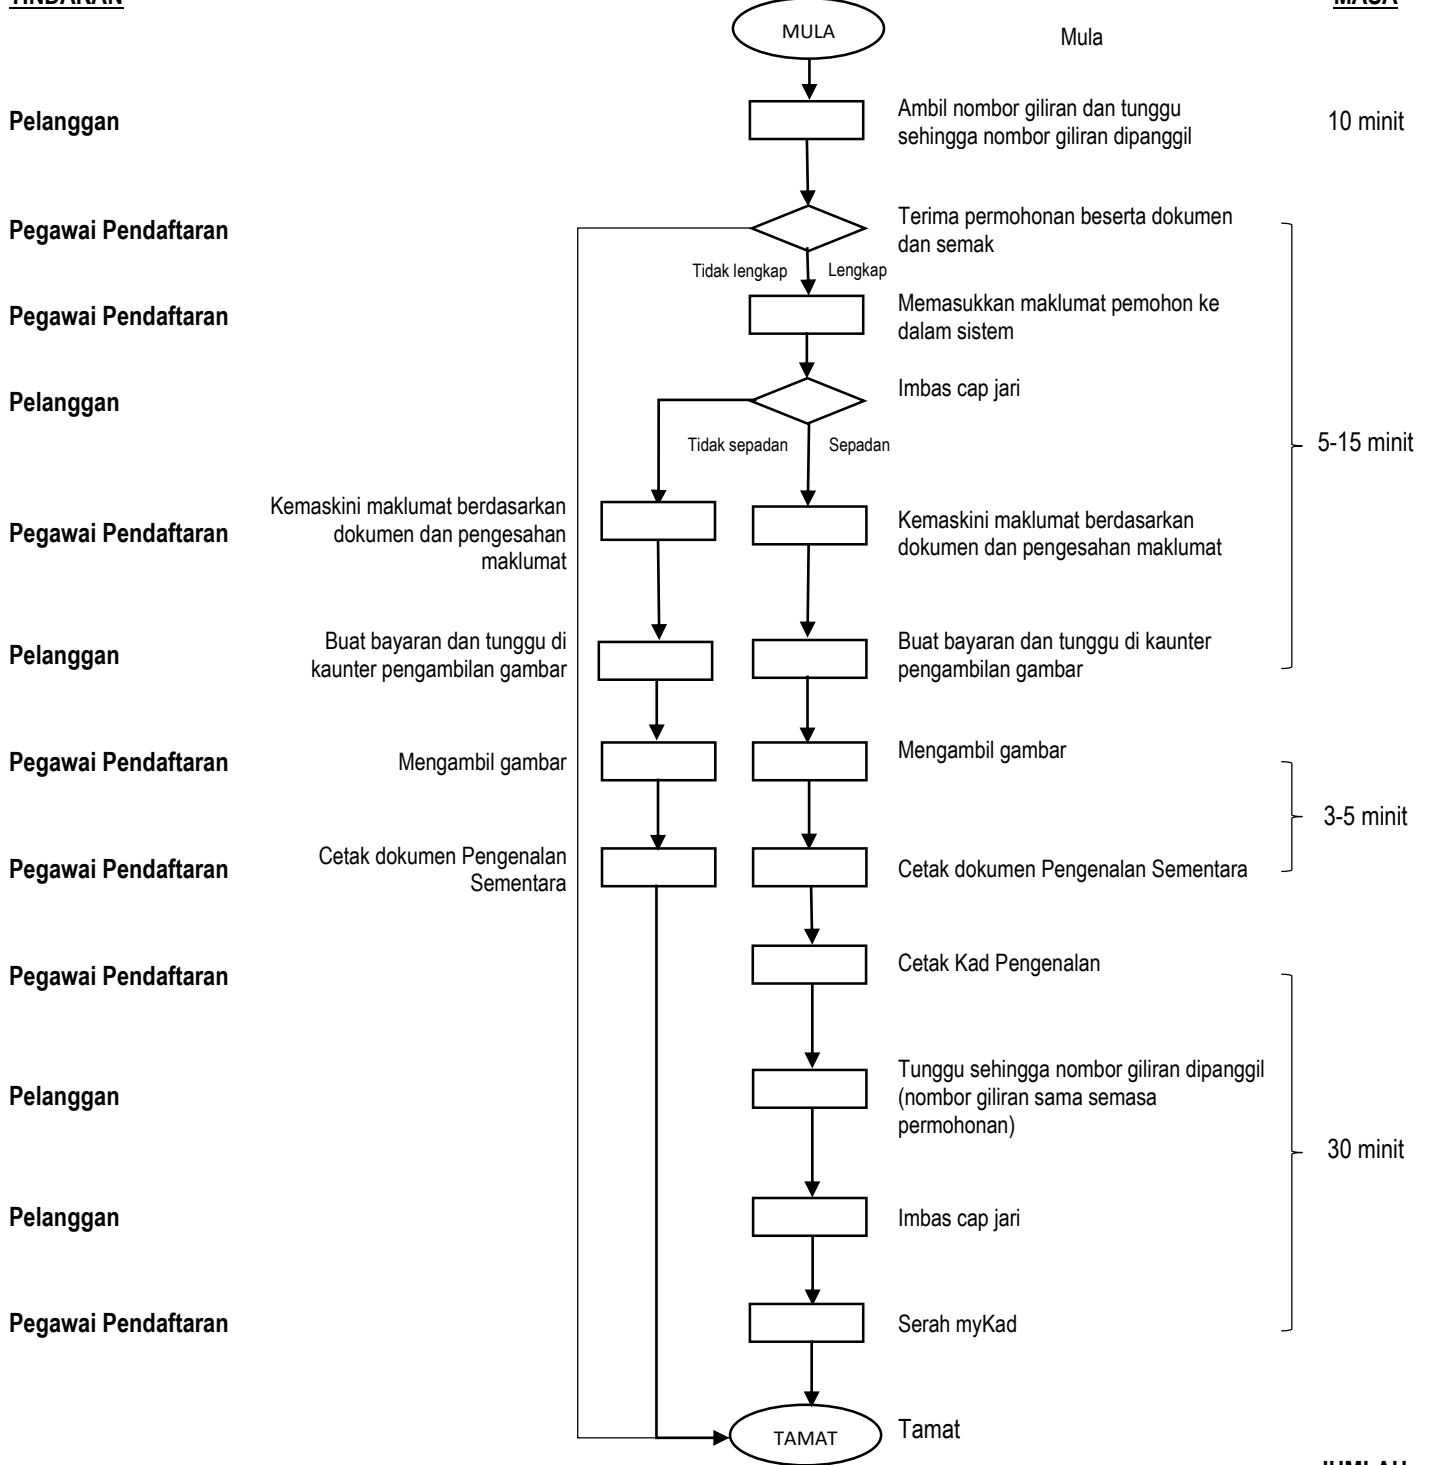 TINDAKAN
MASA
MULA
Mula
Pelanggan
Ambil nombor giliran dan tunggu
sehingga nombor giliran dipanggil
10 minit
Pegawai Pendaftaran
Terima permohonan beserta dokumen
dan semak
Tidak lengkap
Lengkap
Pegawai Pendaftaran
Memasukkan maklumat pemohon ke
dalam sistem
Pelanggan
Imbas cap jari
Tidak sepadan
Sepadan
5-15 minit
Pegawai Pendaftaran
Kemaskini maklumat berdasarkan
dokumen dan pengesahan
maklumat
Kemaskini maklumat berdasarkan
dokumen dan pengesahan maklumat
Pelanggan
Buat bayaran dan tunggu di
kaunter pengambilan gambar
Buat bayaran dan tunggu di kaunter
pengambilan gambar
Pegawai Pendaftaran
Mengambil gambar
Mengambil gambar
3-5 minit
Pegawai Pendaftaran
Cetak dokumen Pengenalan
Sementara
Cetak dokumen Pengenalan Sementara
Pegawai Pendaftaran
Cetak Kad Pengenalan
Pelanggan
Tunggu sehingga nombor giliran dipanggil
(nombor giliran sama semasa
permohonan)
30 minit
Pelanggan
Imbas cap jari
Pegawai Pendaftaran
Serah myKad
TAMAT
Tamat
JUMLAH